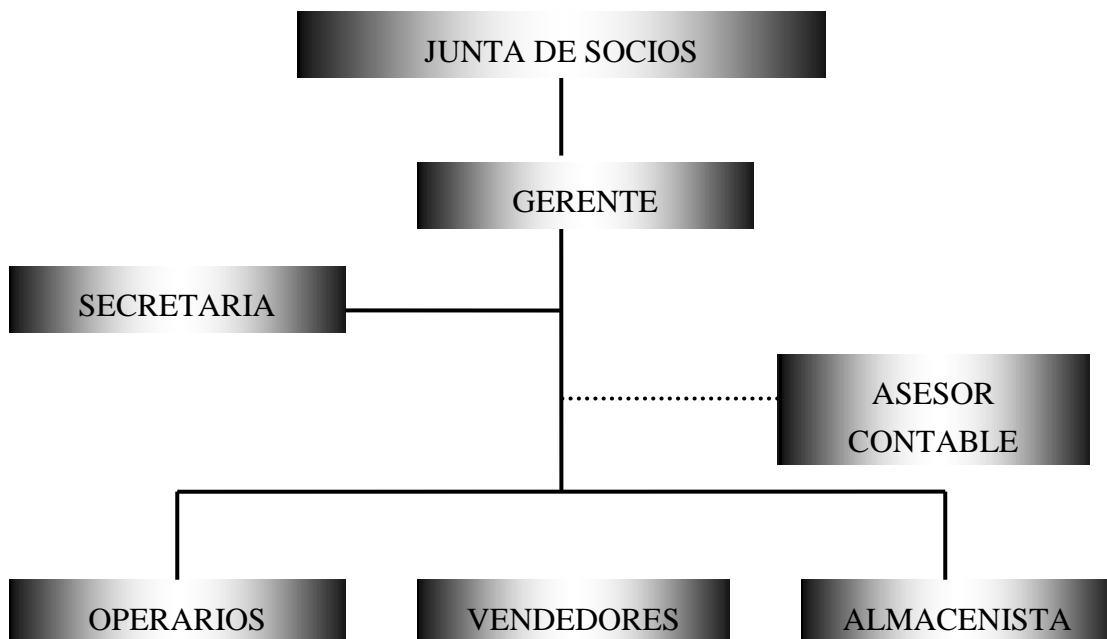 JUNTA DE SOCIOS
GERENTE
SECRETARIA
ASESOR
CONTABLE
OPERARIOS
VENDEDORES
ALMACENISTA